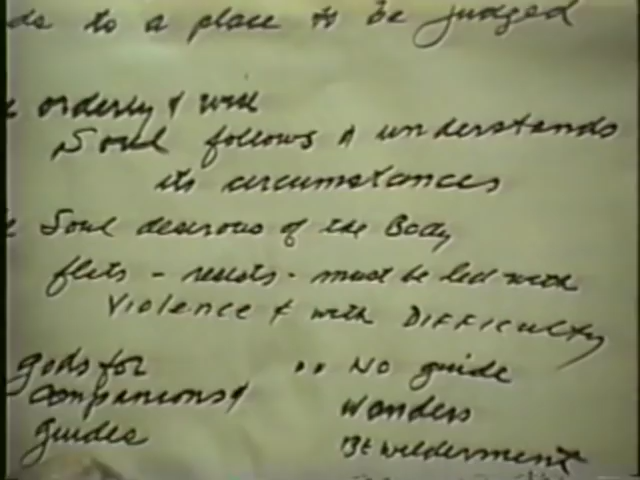 to a place to be judged
orderly & wise
Soul follows & understands
its circumstances
Soul desirous of the Body
flits - resists - must be led with
Violence & with DIFFICULTY
gods for .. No guide
companions & Wanders
guides Bewilderment